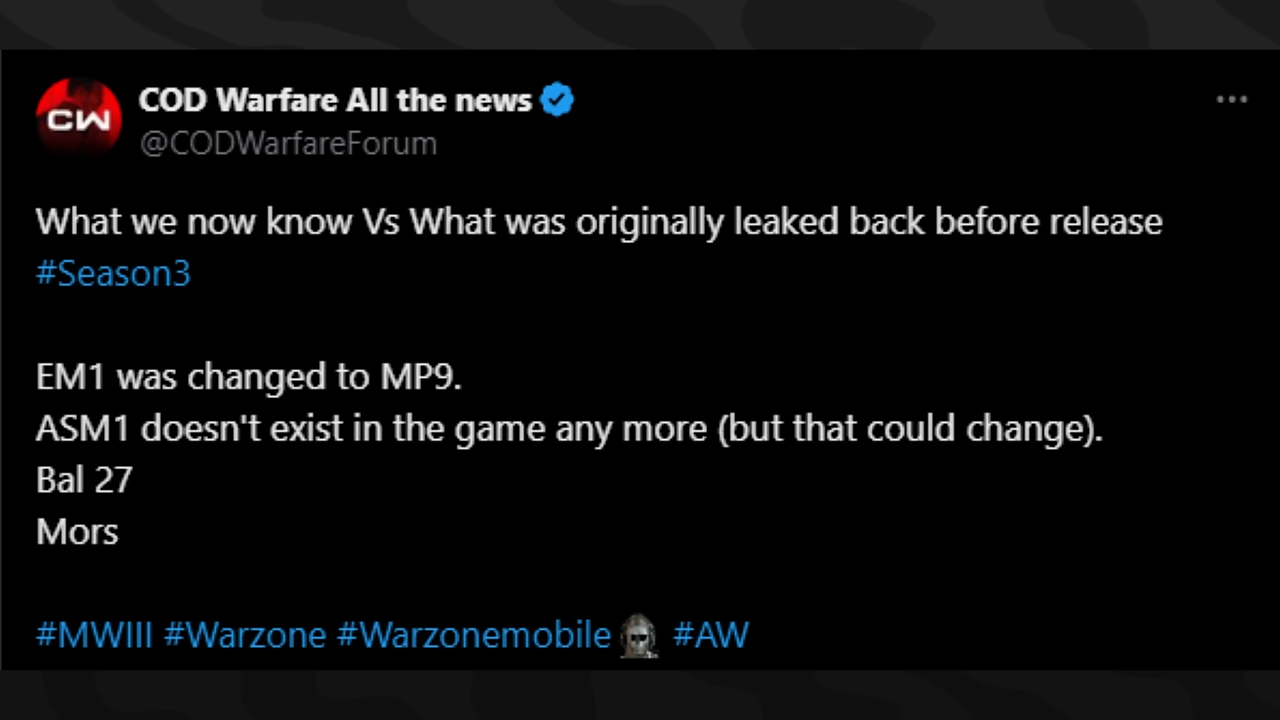 CW
COD Warfare All the news
@CODWarfareForum
What we now know Vs What was originally leaked back before release
#Season3
EM1 was changed to MP9.
ASM1 doesn't exist in the game any more (but that could change).
Bal 27
Mors
#MWIII #Warzone #Warzonemobile #AW